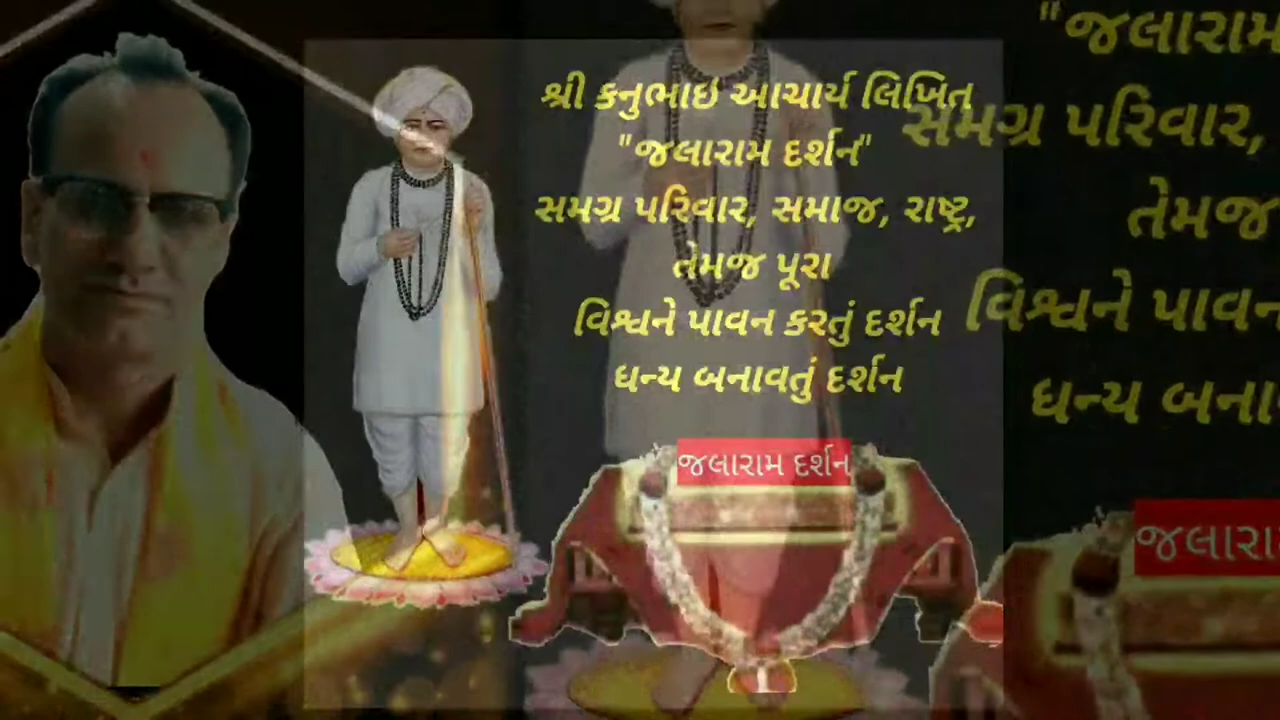 શ્રી કનુભાઈ આચાર્ય લિખિત
"જલારામ દર્શન"
સમગ્ર પરિવાર, સમાજ, રાષ્ટ્ર,
તેમજ પૂરા
વિશ્વને પાવન કરતું દર્શન
ધન્ય બનાવતું દર્શન
જલારામ દર્શન
"જલારામ
સમગ્ર પરિવાર,
તેમજ
વિશ્વને પાવન
ધન્ય બના
જલારા